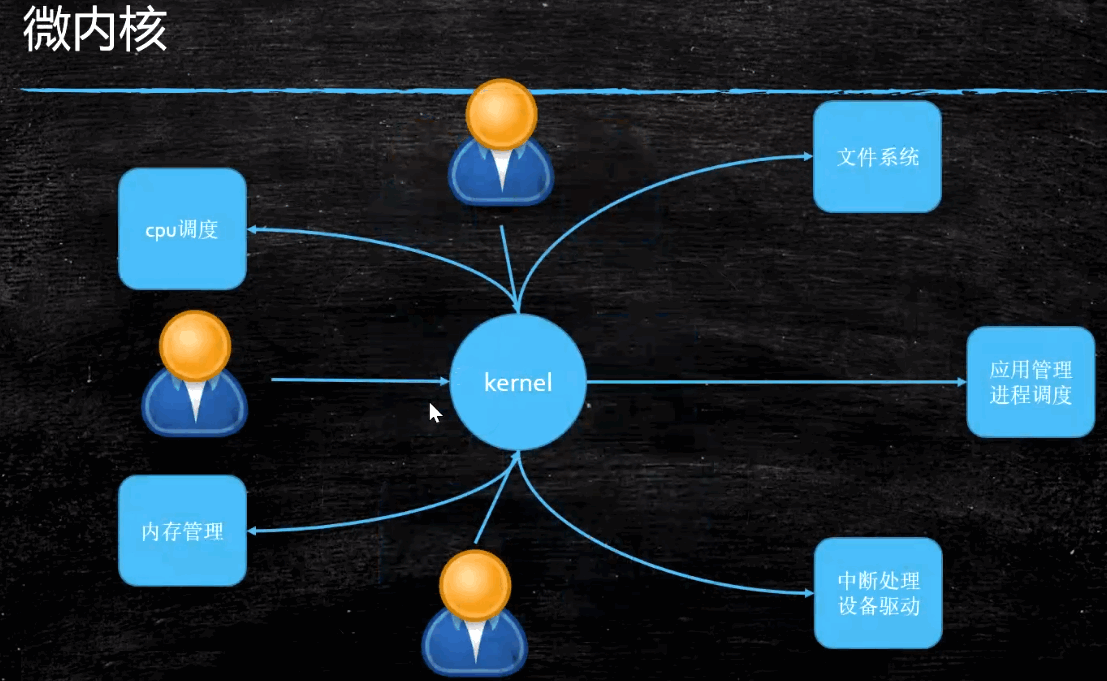 微内核
文件系统
cpu调度
kernel
应用管理
进程调度
内存管理
中断处理
设备驱动